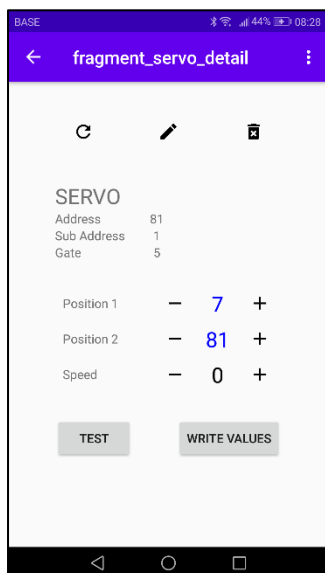 BASE 44% 08:28
fragment_servo_detail
SERVO
Address 81
Sub Address 1
Gate 5
Position 1 − 7 +
Position 2 − 81 +
Speed − 0 +
TEST WRITE VALUES